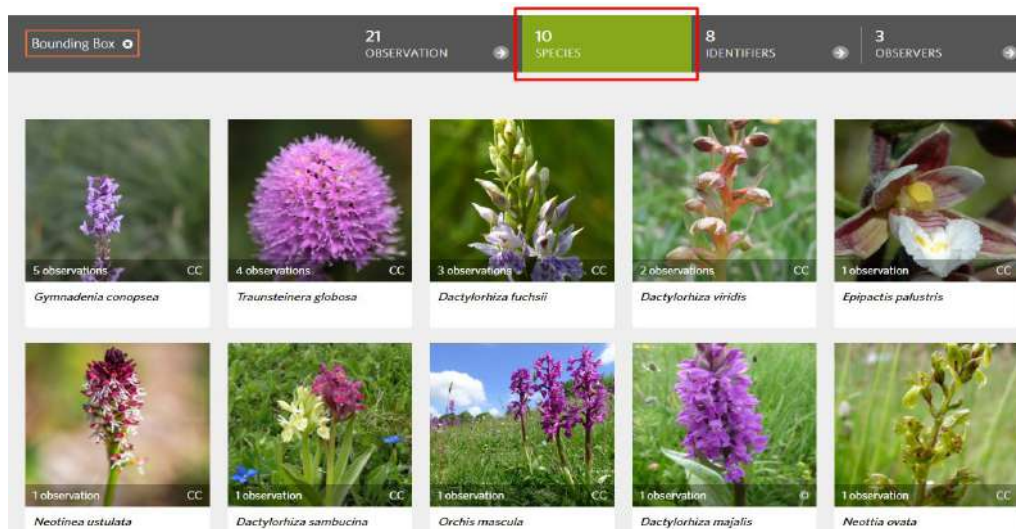 Bounding Box
21
OBSERVATION
10
SPECIES
8
IDENTIFIERS
3
OBSERVERS
5 observations CC
4 observations CC
3 observations CC
2 observations CC
1 observation CC
Gymnadenia conopsea
Traunsteinera globosa
Dactylorhiza fuchsii
Dactylorhiza viridis
Epipactis palustris
1 observation CC
1 observation CC
1 observation CC
1 observation ©
1 observation CC
Neotinea ustulata
Dactylorhiza sambucina
Orchis mascula
Dactylorhiza majalis
Neottia ovata